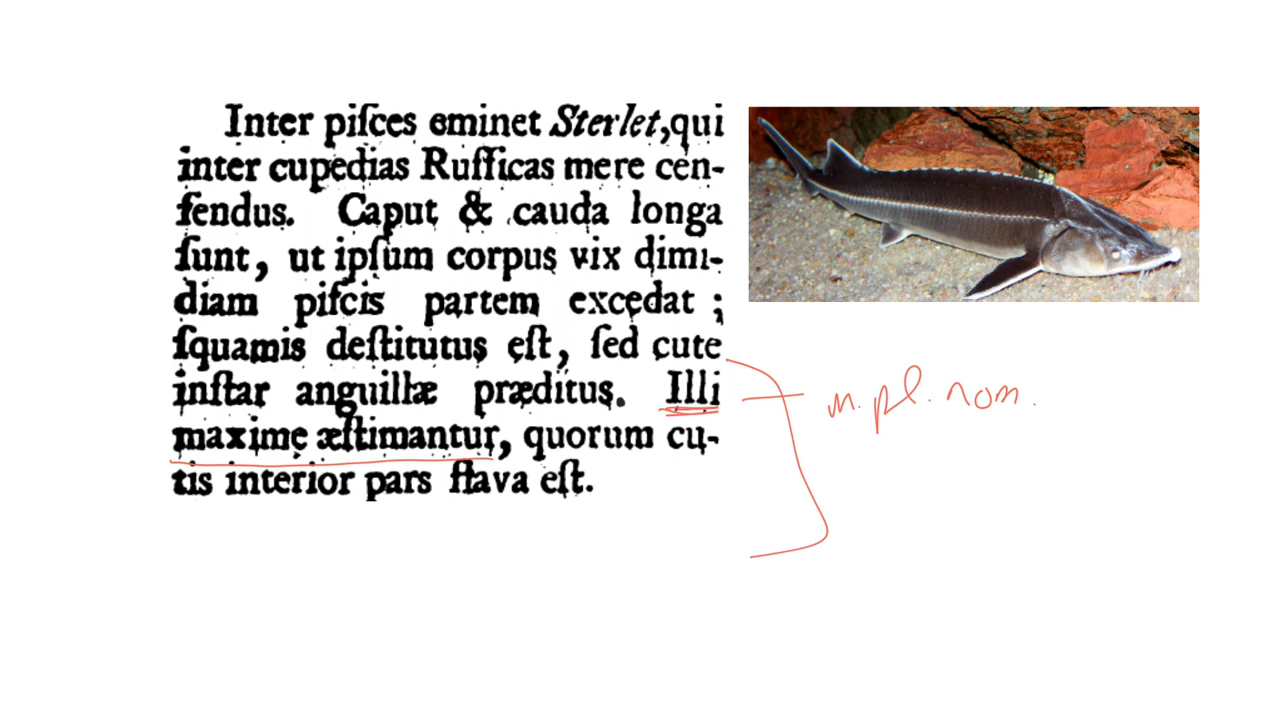 Inter piſces eminet Sterlet, qui
inter cupedias Ruſſicas mere cen-
ſendus. Caput & cauda longa
ſunt, ut ipſum corpus vix dimi-
diam piſcis partem excedat ;
ſquamis deſtitutus eſt, ſed cute
inſtar anguillæ præditus. Illi
maxime æſtimantur, quorum cu-
tis interior pars flava eſt.
m. pl. nom.